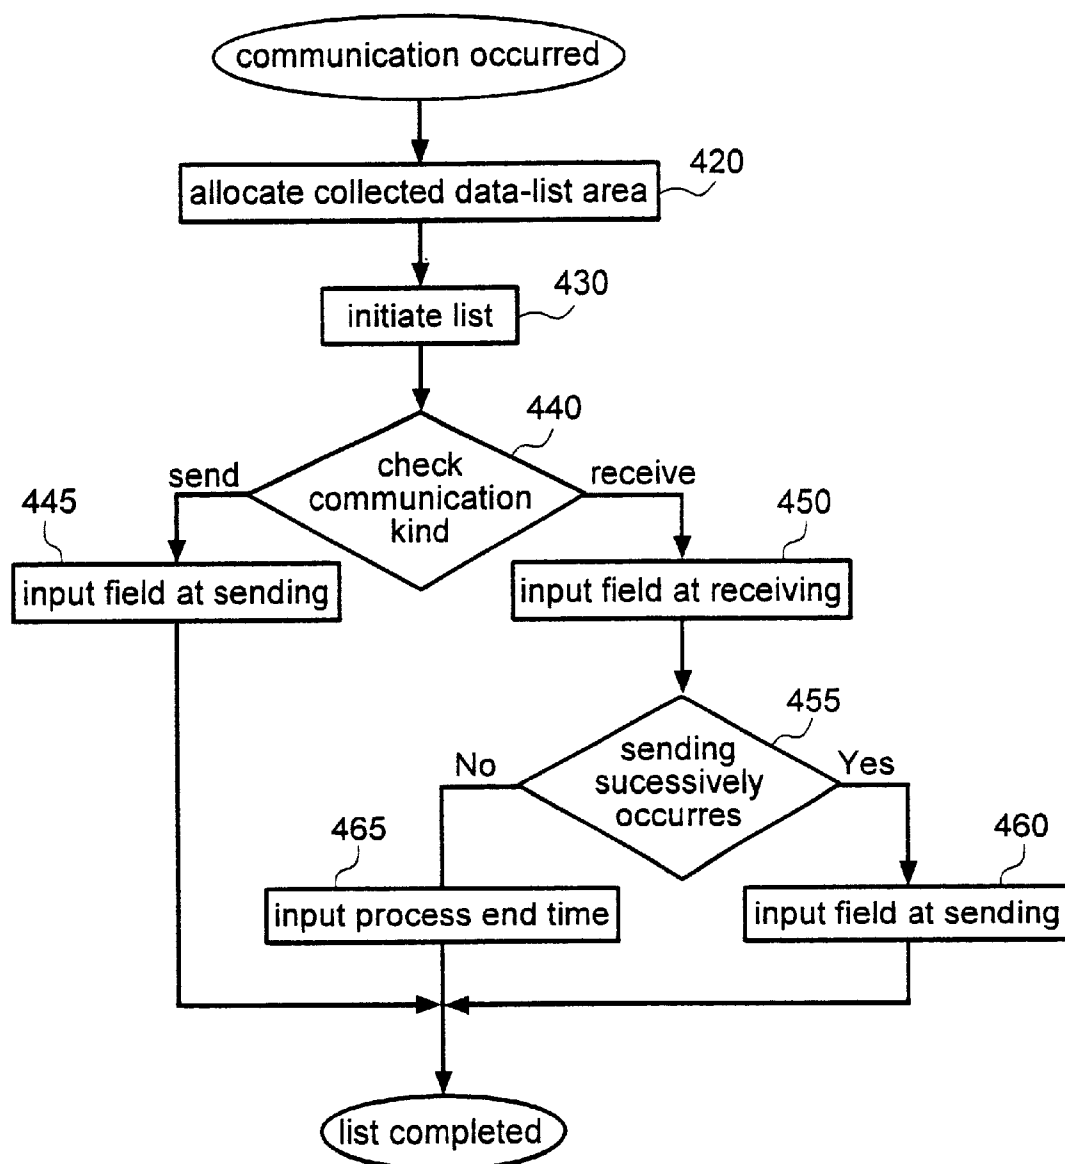 communication occurred
420
allocate collected data-list area
430
initiate list
440
send
check
communication
kind
receive
445
450
input field at sending
input field at receiving
455
No
sending
sucessively
occurres
Yes
465
460
input process end time
input field at sending
list completed